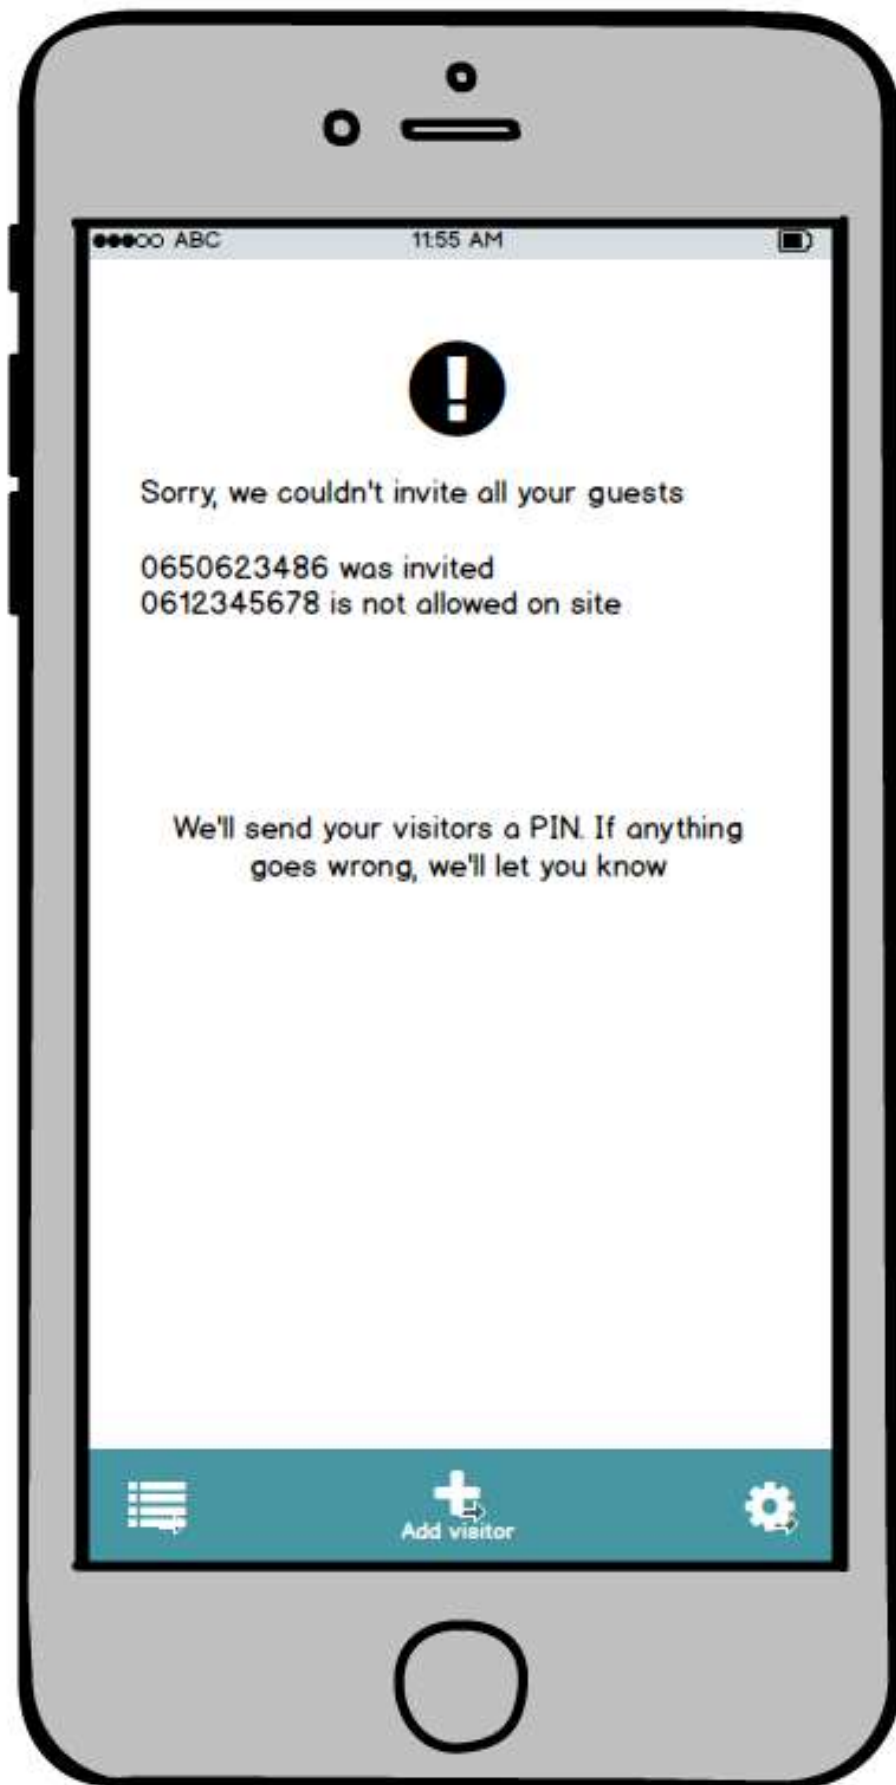 ABC 11:55 AM
!
Sorry, we couldn't invite all your guests
0650623486 was invited
0612345678 is not allowed on site
We'll send your visitors a PIN. If anything
goes wrong, we'll let you know
Add visitor